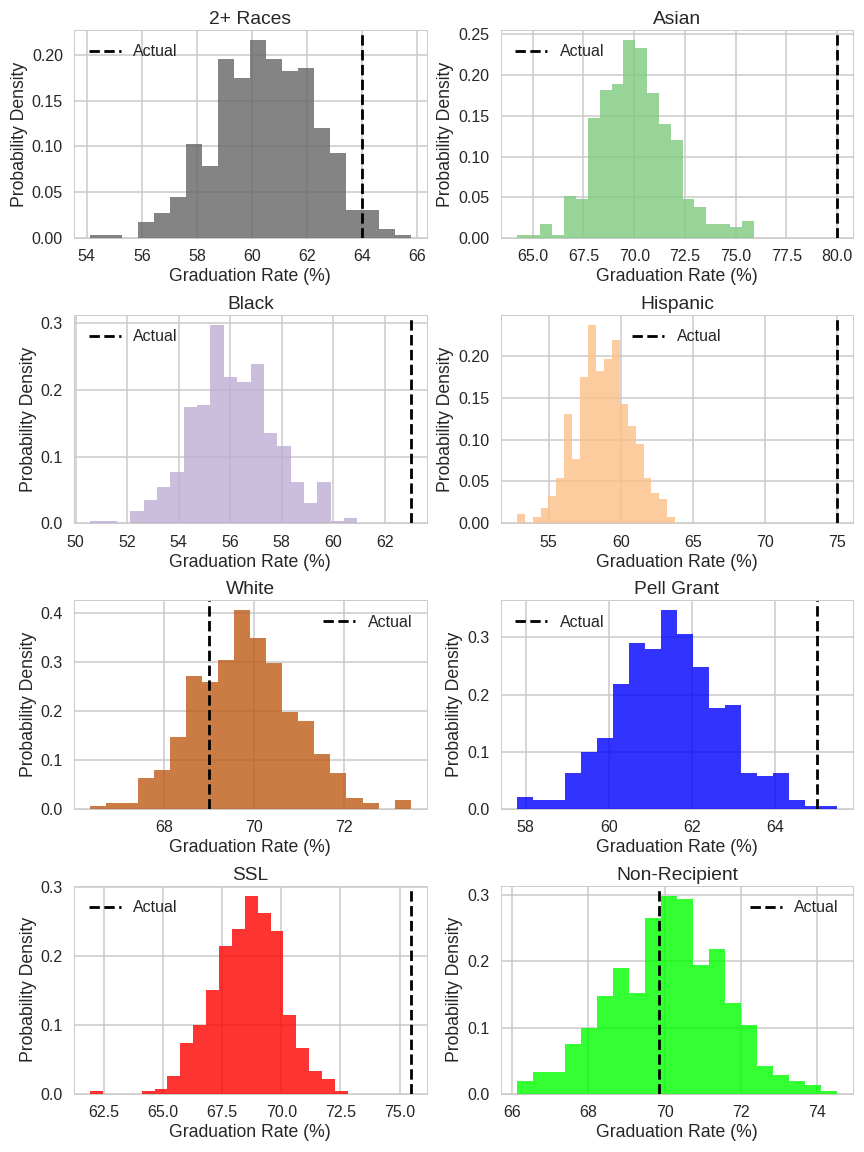 2+ Races
Probability Density
0.20
0.15
0.10
0.05
0.00
Actual
54 56 58 60 62 64 66
Graduation Rate (%)
Asian
Probability Density
0.25
0.20
0.15
0.10
0.05
0.00
Actual
65.0 67.5 70.0 72.5 75.0 77.5 80.0
Graduation Rate (%)
Black
Probability Density
0.3
0.2
0.1
0.0
Actual
50 52 54 56 58 60 62
Graduation Rate (%)
Hispanic
Probability Density
0.20
0.15
0.10
0.05
0.00
Actual
55 60 65 70 75
Graduation Rate (%)
White
Probability Density
0.4
0.3
0.2
0.1
0.0
Actual
68 70 72
Graduation Rate (%)
Pell Grant
Probability Density
0.3
0.2
0.1
0.0
Actual
58 60 62 64
Graduation Rate (%)
SSL
Probability Density
0.3
0.2
0.1
0.0
Actual
62.5 65.0 67.5 70.0 72.5 75.0
Graduation Rate (%)
Non-Recipient
Probability Density
0.3
0.2
0.1
0.0
Actual
66 68 70 72 74
Graduation Rate (%)